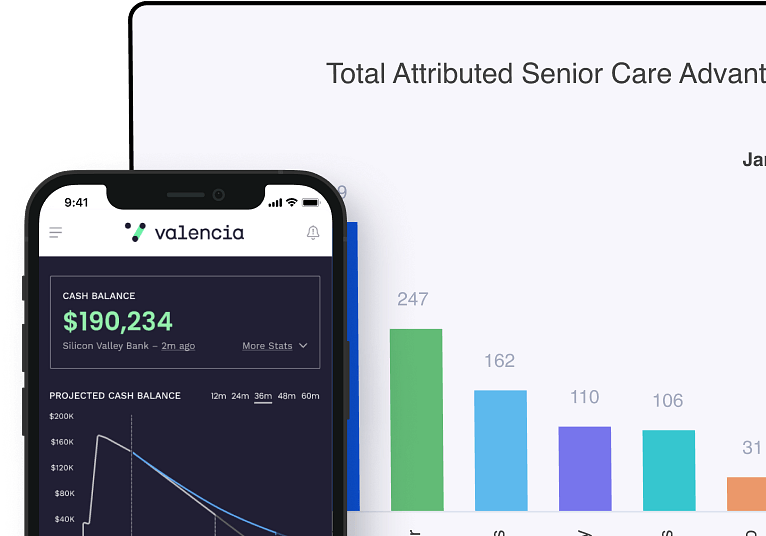 Total Attributed Senior Care Advant
Jan
9
247
162
110
106
31
9:41
valencia
CASH BALANCE
$190,234
Silicon Valley Bank – 2m ago
More Stats
PROJECTED CASH BALANCE
12m 24m 36m 48m 60m
$200K
$160K
$120K
$80K
$40K